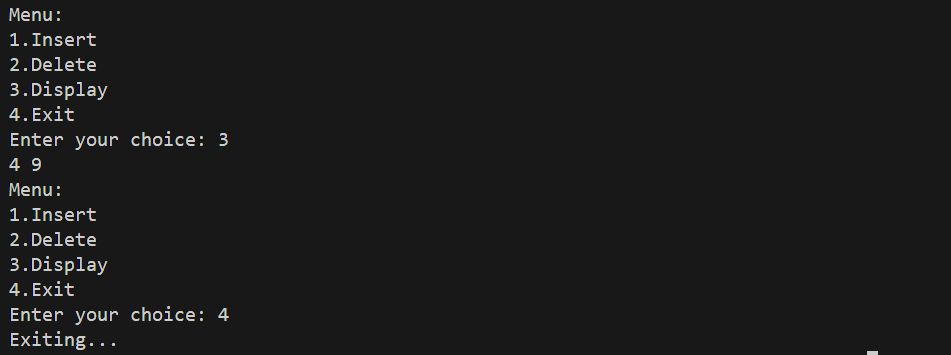 Menu:
1.Insert
2.Delete
3.Display
4.Exit
Enter your choice: 3
4 9
Menu:
1.Insert
2.Delete
3.Display
4.Exit
Enter your choice: 4
Exiting...